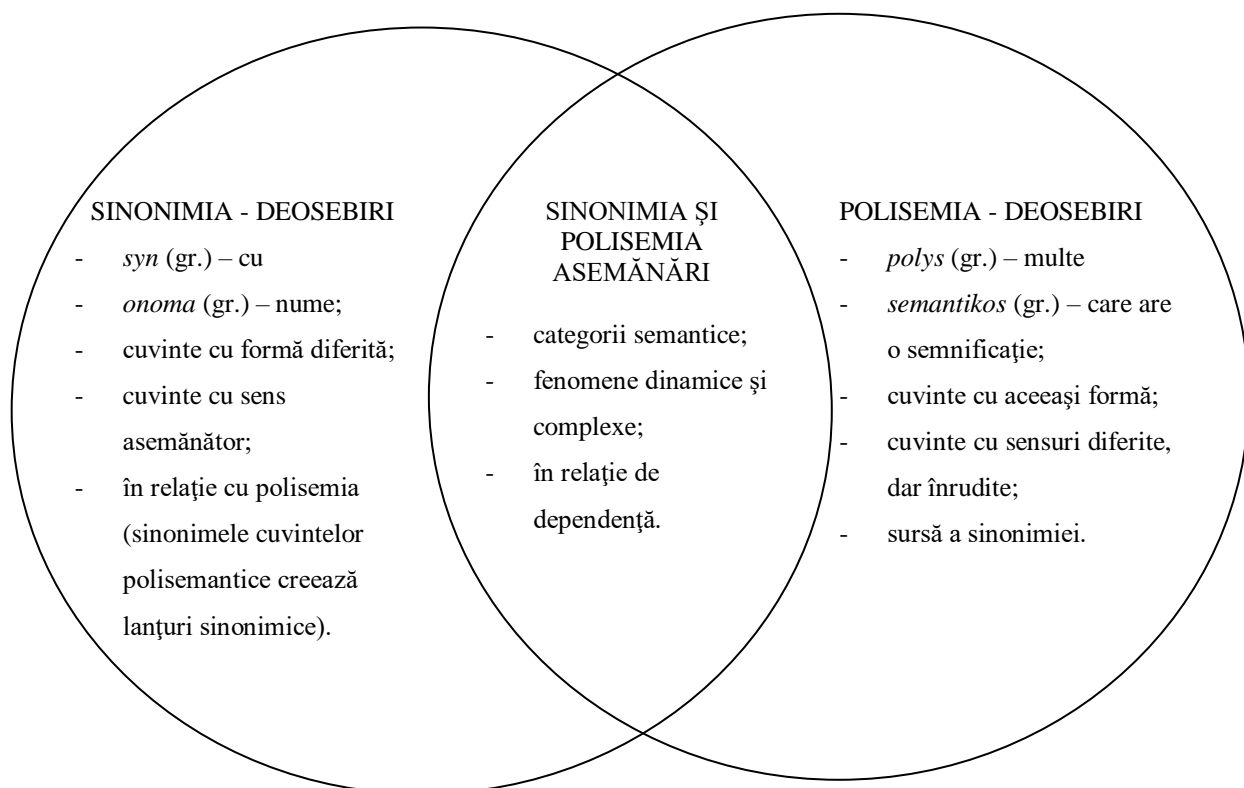 SINONIMIA - DEOSEBIRI
- syn (gr.) – cu
- onoma (gr.) – nume;
- cuvinte cu formă diferită;
- cuvinte cu sens
asemănător;
- în relaţie cu polisemia
(sinonimele cuvintelor
polisemantice creează
lanţuri sinonimice).
SINONIMIA ŞI
POLISEMIA
ASEMĂNĂRI
- categorii semantice;
- fenomene dinamice şi
complexe;
- în relaţie de
dependenţă.
POLISEMIA - DEOSEBIRI
- polys (gr.) – multe
- semantikos (gr.) – care are
o semnificaţie;
- cuvinte cu aceeaşi formă;
- cuvinte cu sensuri diferite,
dar înrudite;
- sursă a sinonimiei.